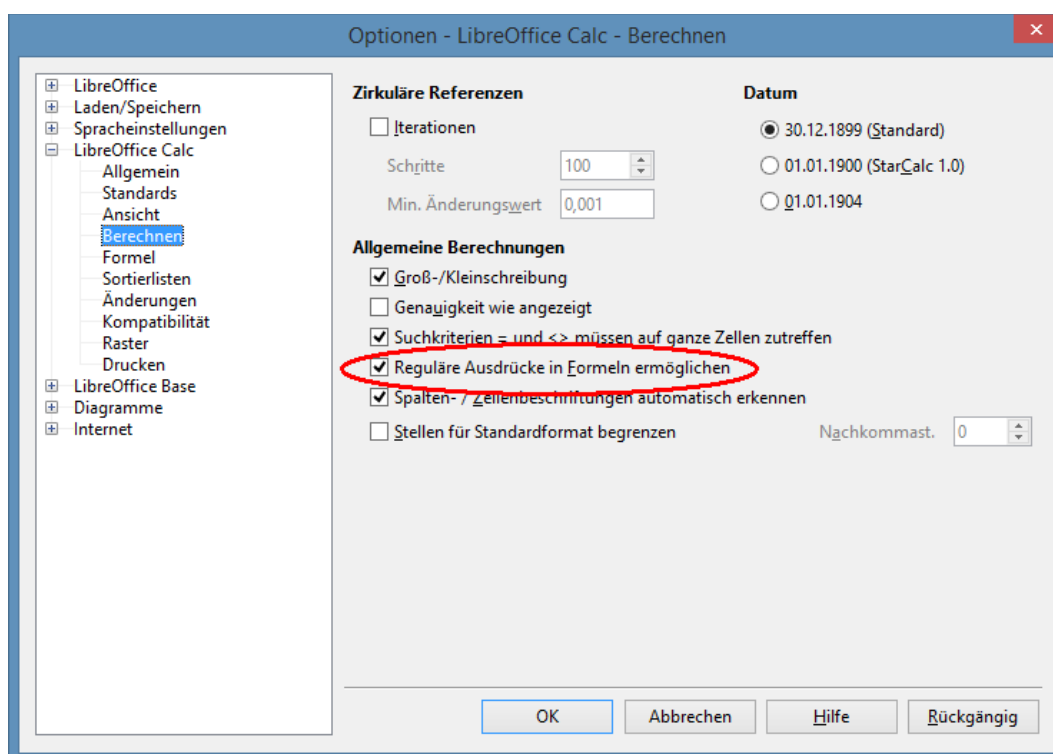 Optionen - LibreOffice Calc - Berechnen
LibreOffice
Laden/Speichern
Spracheinstellungen
LibreOffice Calc
Allgemein
Standards
Ansicht
Berechnen
Formel
Sortierlisten
Änderungen
Kompatibilität
Raster
Drucken
LibreOffice Base
Diagramme
Internet
Zirkuläre Referenzen
Iterationen
Schritte 100
Min. Änderungswert 0,001
Datum
30.12.1899 (Standard)
01.01.1900 (StarCalc 1.0)
01.01.1904
Allgemeine Berechnungen
Groß-/Kleinschreibung
Genauigkeit wie angezeigt
Suchkriterien = und <> müssen auf ganze Zellen zutreffen
Reguläre Ausdrücke in Formeln ermöglichen
Spalten- / Zeilenbeschriftungen automatisch erkennen
Stellen für Standardformat begrenzen Nachkommast. 0
OK Abbrechen Hilfe Rückgängig